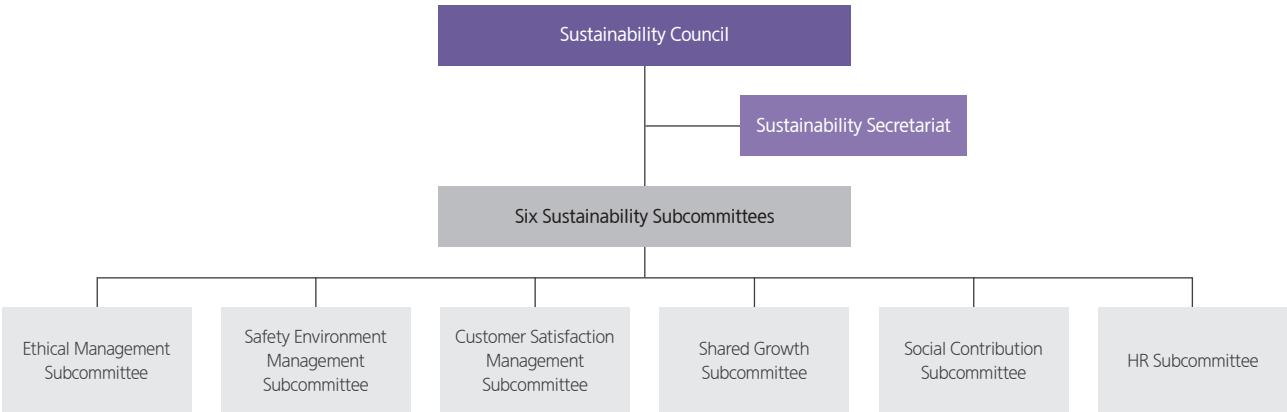 Sustainability Council
Sustainability Secretariat
Six Sustainability Subcommittees
Ethical Management
Subcommittee
Safety Environment
Management
Subcommittee
Customer Satisfaction
Management
Subcommittee
Shared Growth
Subcommittee
Social Contribution
Subcommittee
HR Subcommittee